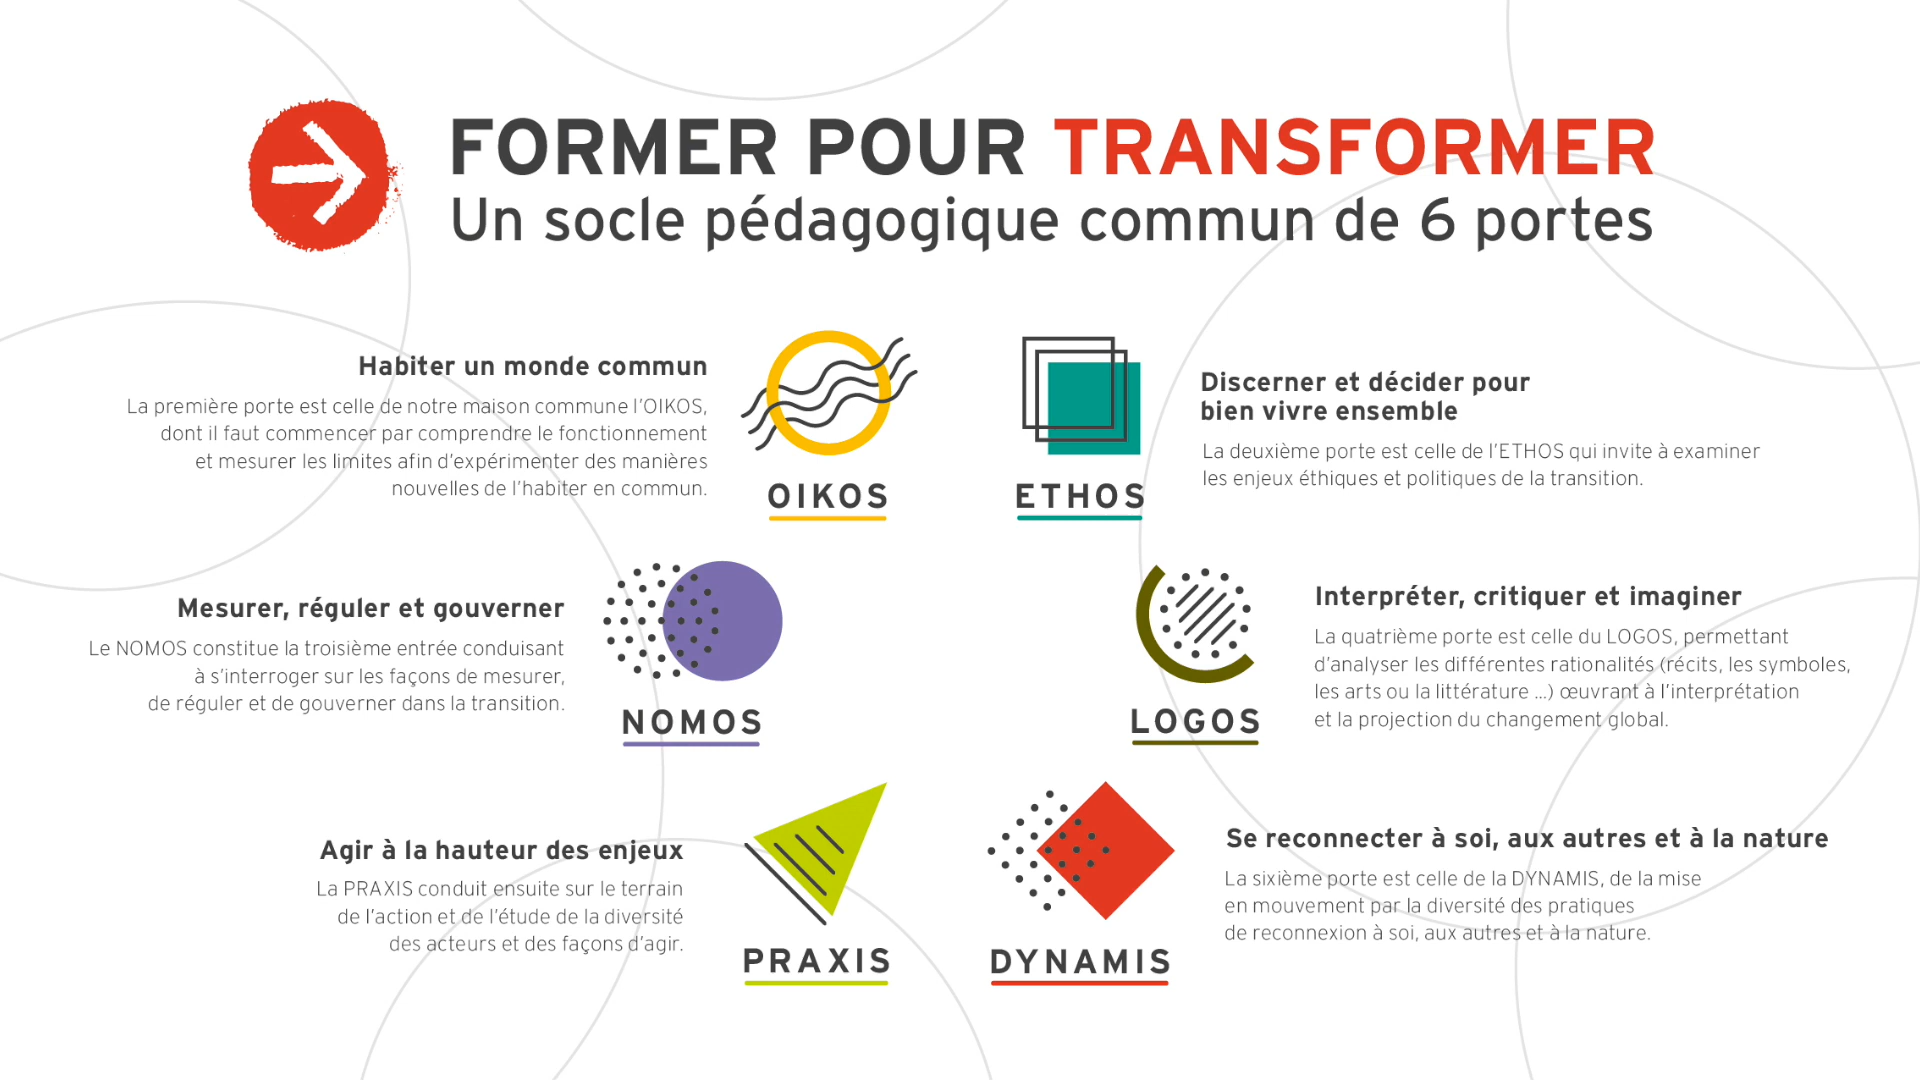 FORMER POUR TRANSFORMER
Un socle pédagogique commun de 6 portes
Habiter un monde commun
La première porte est celle de notre maison commune l'OIKOS,
dont il faut commencer par comprendre le fonctionnement
et mesurer les limites afin d'expérimenter des manières
nouvelles de l'habiter en commun.
OIKOS
ETHOS
Discerner et décider pour
bien vivre ensemble
La deuxième porte est celle de l'ETHOS qui invite à examiner
les enjeux éthiques et politiques de la transition.
Mesurer, réguler et gouverner
Le NOMOS constitue la troisième entrée conduisant
à s'interroger sur les façons de mesurer,
de réguler et de gouverner dans la transition.
NOMOS
LOGOS
Interpréter, critiquer et imaginer
La quatrième porte est celle du LOGOS, permettant
d'analyser les différentes rationalités (récits, les symboles,
les arts ou la littérature ...) œuvrant à l'interprétation
et la projection du changement global.
Agir à la hauteur des enjeux
La PRAXIS conduit ensuite sur le terrain
de l'action et de l'étude de la diversité
des acteurs et des façons d'agir.
PRAXIS
DYNAMIS
Se reconnecter à soi, aux autres et à la nature
La sixième porte est celle de la DYNAMIS, de la mise
en mouvement par la diversité des pratiques
de reconnexion à soi, aux autres et à la nature.